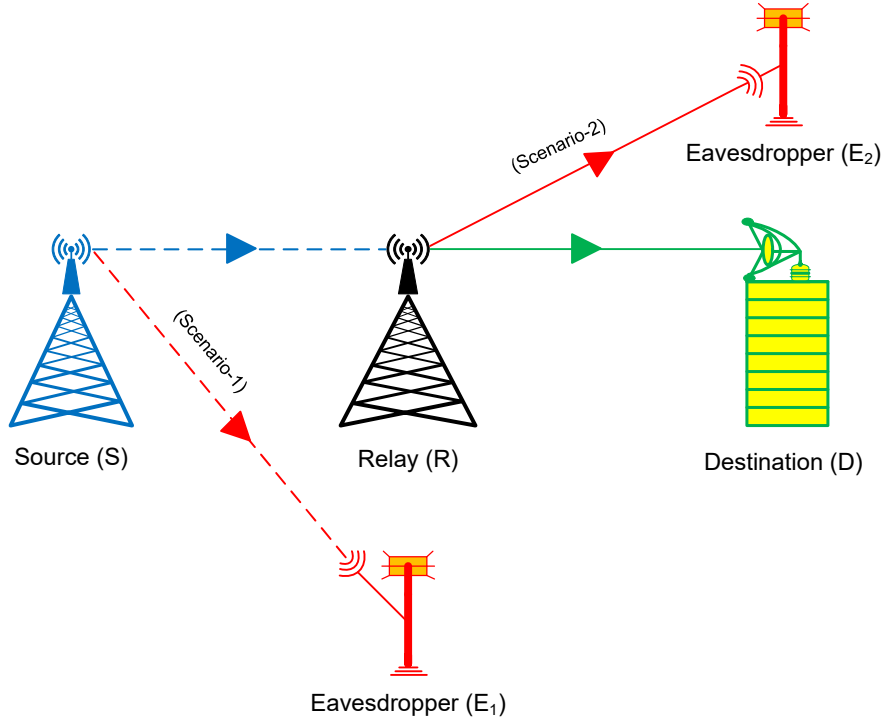 (Scenario-2)
Eavesdropper (E₂)
(Scenario-1)
Source (S)
Relay (R)
Destination (D)
Eavesdropper (E₁)